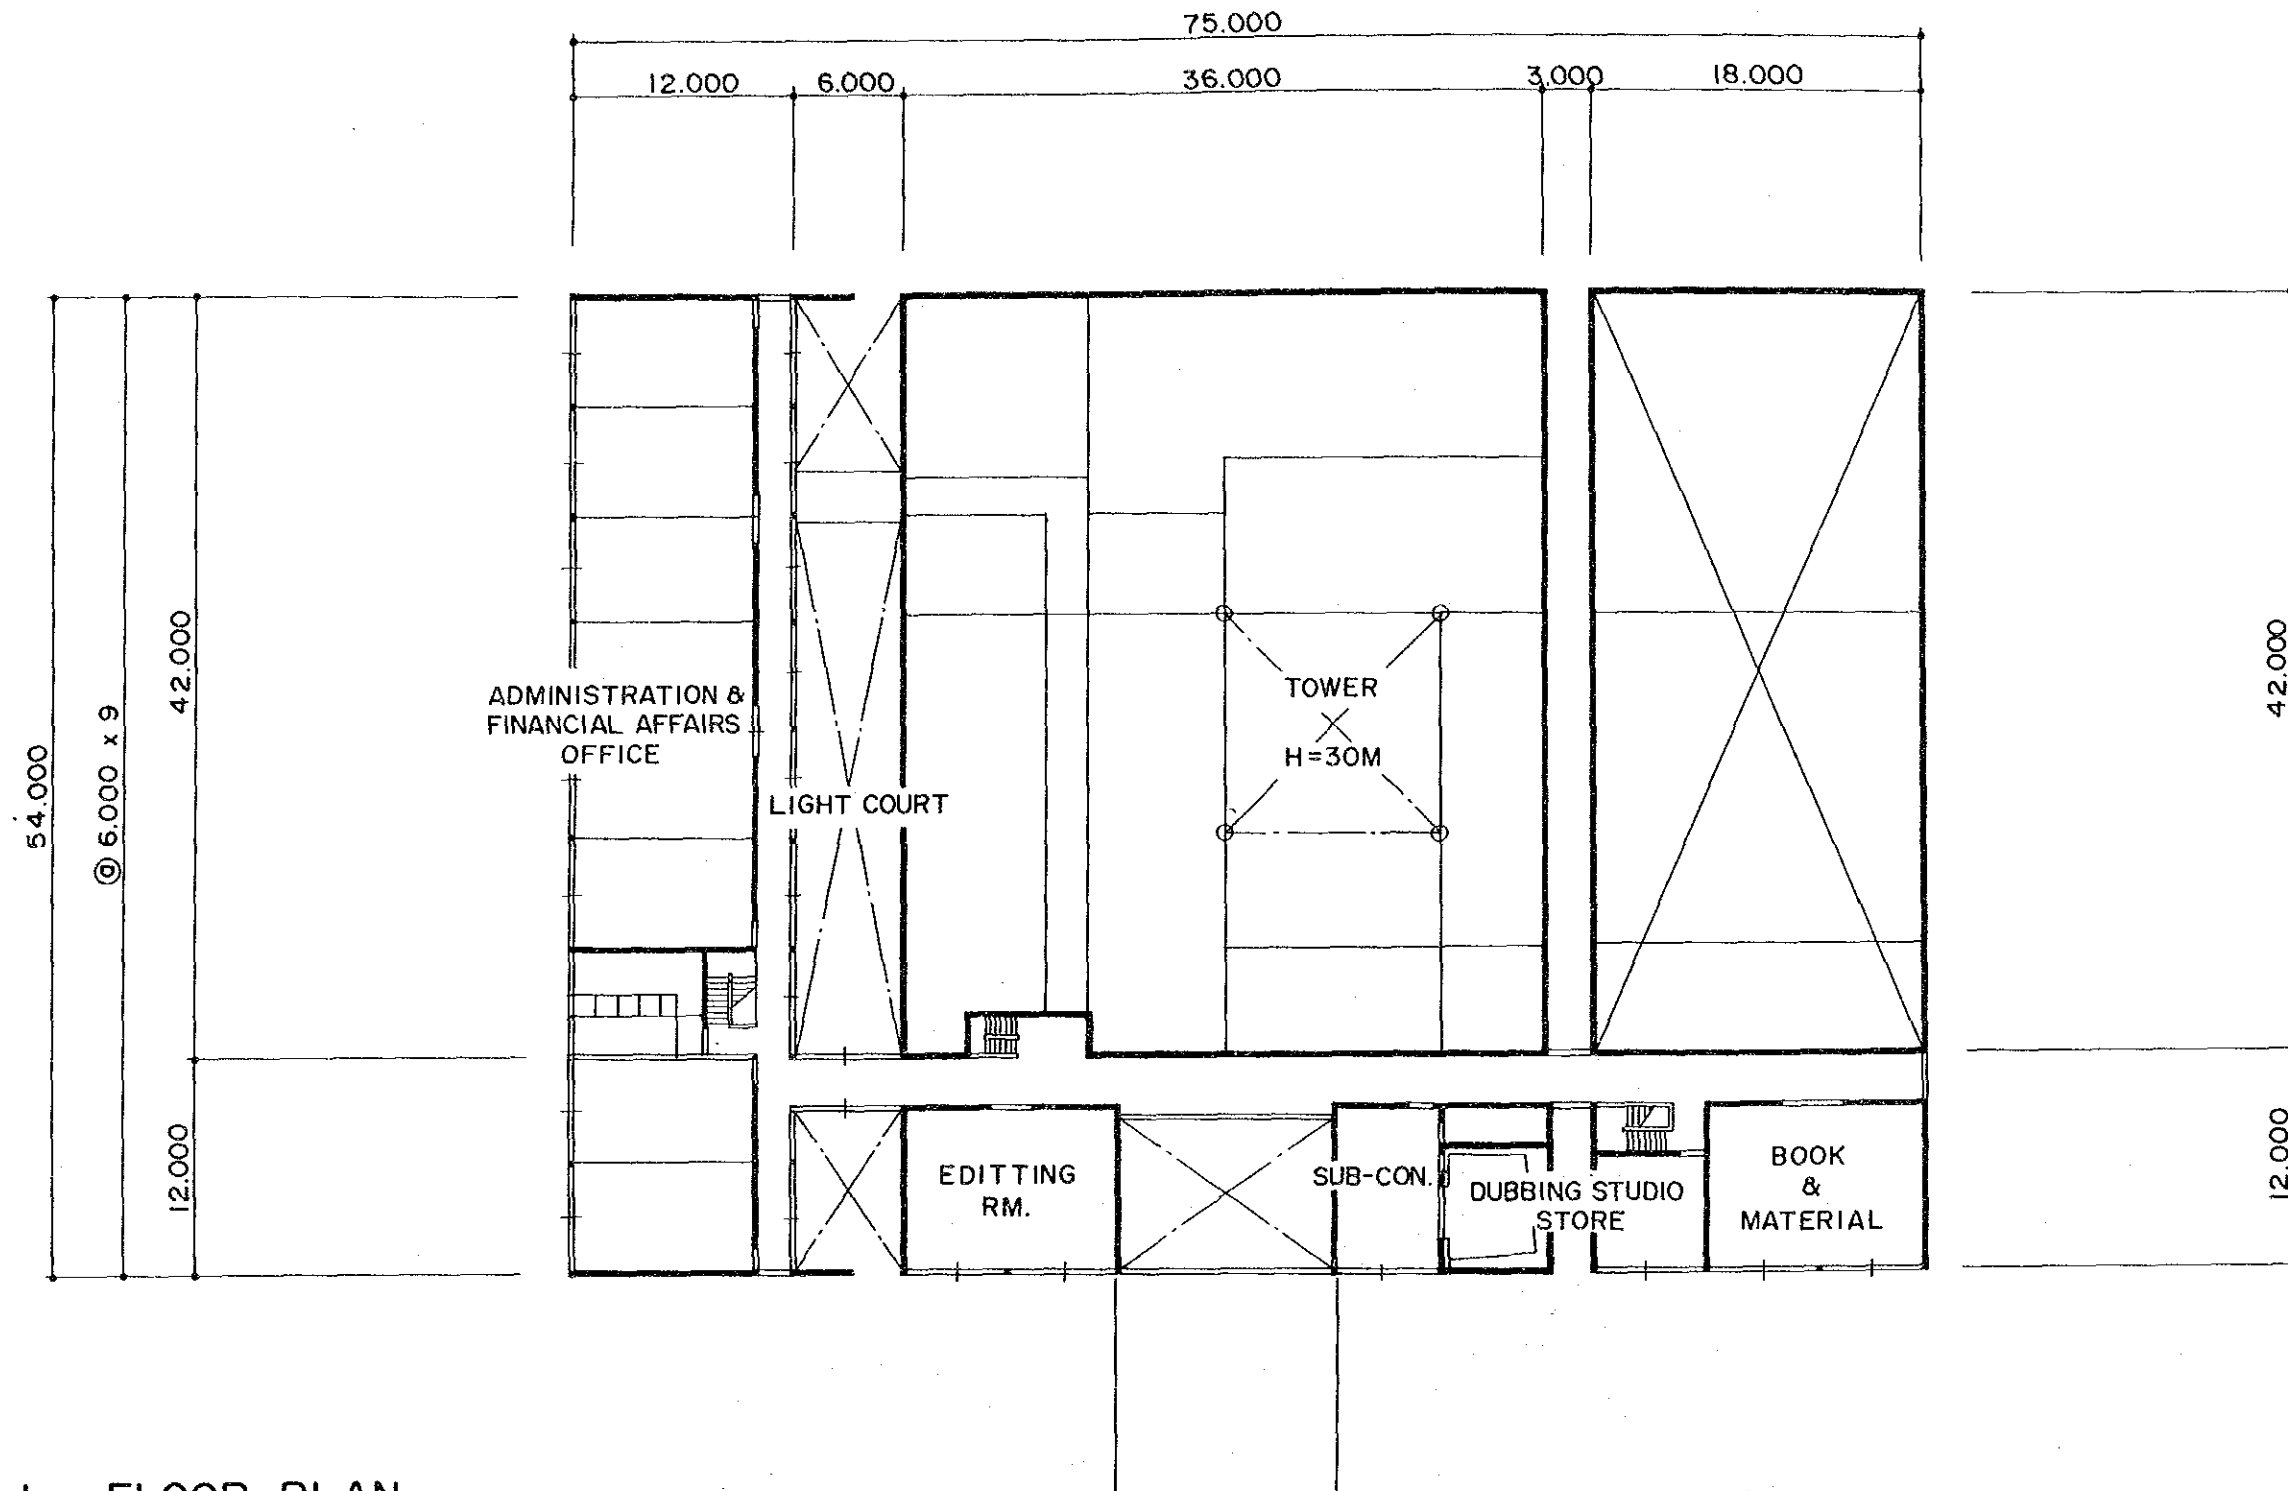 75.000
12.000 6.000 36.000 3.000 18.000
54.000
@ 6.000 x 9
42.000
12.000
42.000
12.000
ADMINISTRATION &
FINANCIAL AFFAIRS
OFFICE
LIGHT COURT
TOWER
H=30M
EDITTING
RM.
SUB-CON.
DUBBING STUDIO
STORE
BOOK
&
MATERIAL
FLOOR PLAN